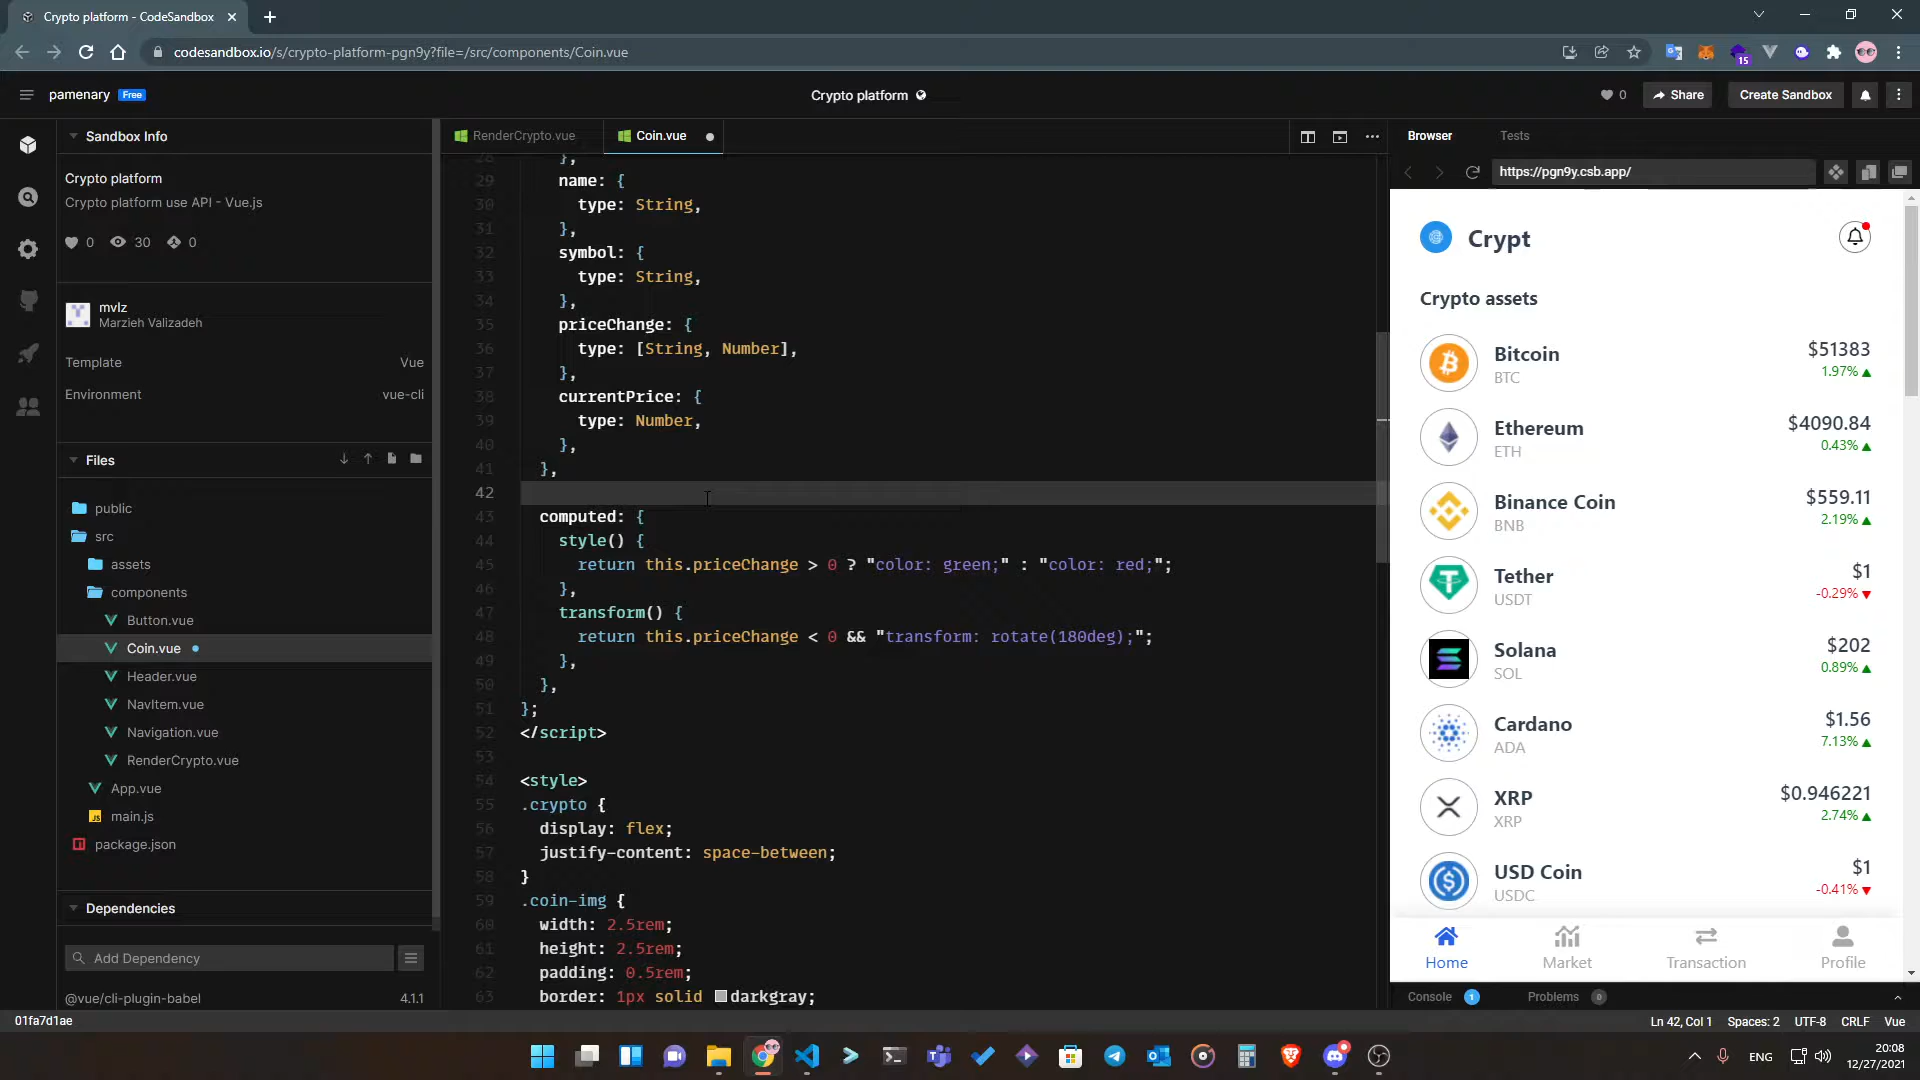 Crypto platform - CodeSandbox
codesandbox.io/s/crypto-platform-pgn9y?file=/src/components/Coin.vue
15
pamenary Free
Crypto platform
0
Share
Create Sandbox
Sandbox Info
Crypto platform
Crypto platform use API - Vue.js
0 30 0
mvlz
Marzieh Valizadeh
Template Vue
Environment vue-cli
Files
public
src
assets
components
Button.vue
Coin.vue
Header.vue
NavItem.vue
Navigation.vue
RenderCrypto.vue
App.vue
JS main.js
package.json
Dependencies
Add Dependency
@vue/cli-plugin-babel 4.1.1
RenderCrypto.vue Coin.vue
28 },
29 name: {
30 type: String,
31 },
32 symbol: {
33 type: String,
34 },
35 priceChange: {
36 type: [String, Number],
37 },
38 currentPrice: {
39 type: Number,
40 },
41 },
42
43 computed: {
44 style() {
45 return this.priceChange > 0 ? "color: green;" : "color: red;";
46 },
47 transform() {
48 return this.priceChange < 0 && "transform: rotate(180deg);";
49 },
50 },
51 };
52 </script>
53
54 <style>
55 .crypto {
56 display: flex;
57 justify-content: space-between;
58 }
59 .coin-img {
60 width: 2.5rem;
61 height: 2.5rem;
62 padding: 0.5rem;
63 border: 1px solid darkgray;
Browser Tests
https://pgn9y.csb.app/
Crypt
Crypto assets
Bitcoin $51383
BTC 1.97%
Ethereum $4090.84
ETH 0.43%
Binance Coin $559.11
BNB 2.19%
Tether $1
USDT -0.29%
Solana $202
SOL 0.89%
Cardano $1.56
ADA 7.13%
XRP $0.946221
XRP 2.74%
USD Coin $1
USDC -0.41%
Home Market Transaction Profile
Console 1 Problems 0
01fa7d1ae
Ln 42, Col 1 Spaces: 2 UTF-8 CRLF Vue
ENG
20:08
12/27/2021